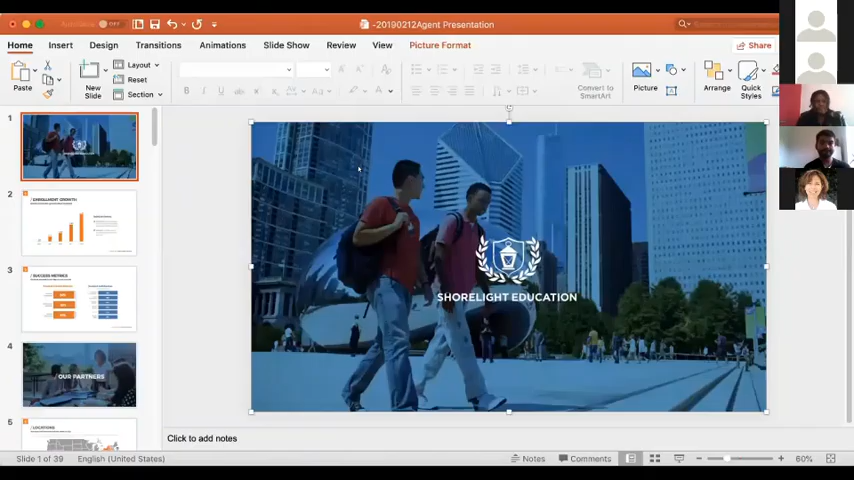 -20190212Agent Presentation
Home Insert Design Transitions Animations Slide Show Review View Picture Format Share
Paste New Slide Layout Reset Section Convert to SmartArt Picture Arrange Quick Styles
1
2
ENROLLMENT GROWTH
3
SUCCESS METRICS
4
OUR PARTNERS
5
LOCATIONS
SHORELIGHT EDUCATION
Click to add notes
Slide 1 of 39 English (United States) Notes Comments 60%